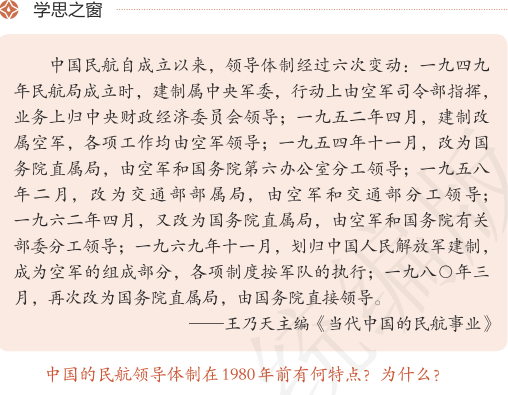 学思之窗
中国民航自成立以来，领导体制经过六次变动：一九四九
年民航局成立时，建制属中央军委，行动上由空军司令部指挥，
业务上归中央财政经济委员会领导；一九五二年四月，建制改
属空军，各项工作均由空军领导；一九五四年十一月，改为国
务院直属局，由空军和国务院第六办公室分工领导；一九五八
年二月，改为交通部部属局，由空军和交通部分工领导；
一九六二年四月，又改为国务院直属局，由空军和国务院有关
部委分工领导；一九六九年十一月，划归中国人民解放军建制，
成为空军的组成部分，各项制度按军队的执行；一九八〇年三
月，再次改为国务院直属局，由国务院直接领导。
——王乃天主编《当代中国的民航事业》
中国的民航领导体制在1980年前有何特点？为什么？